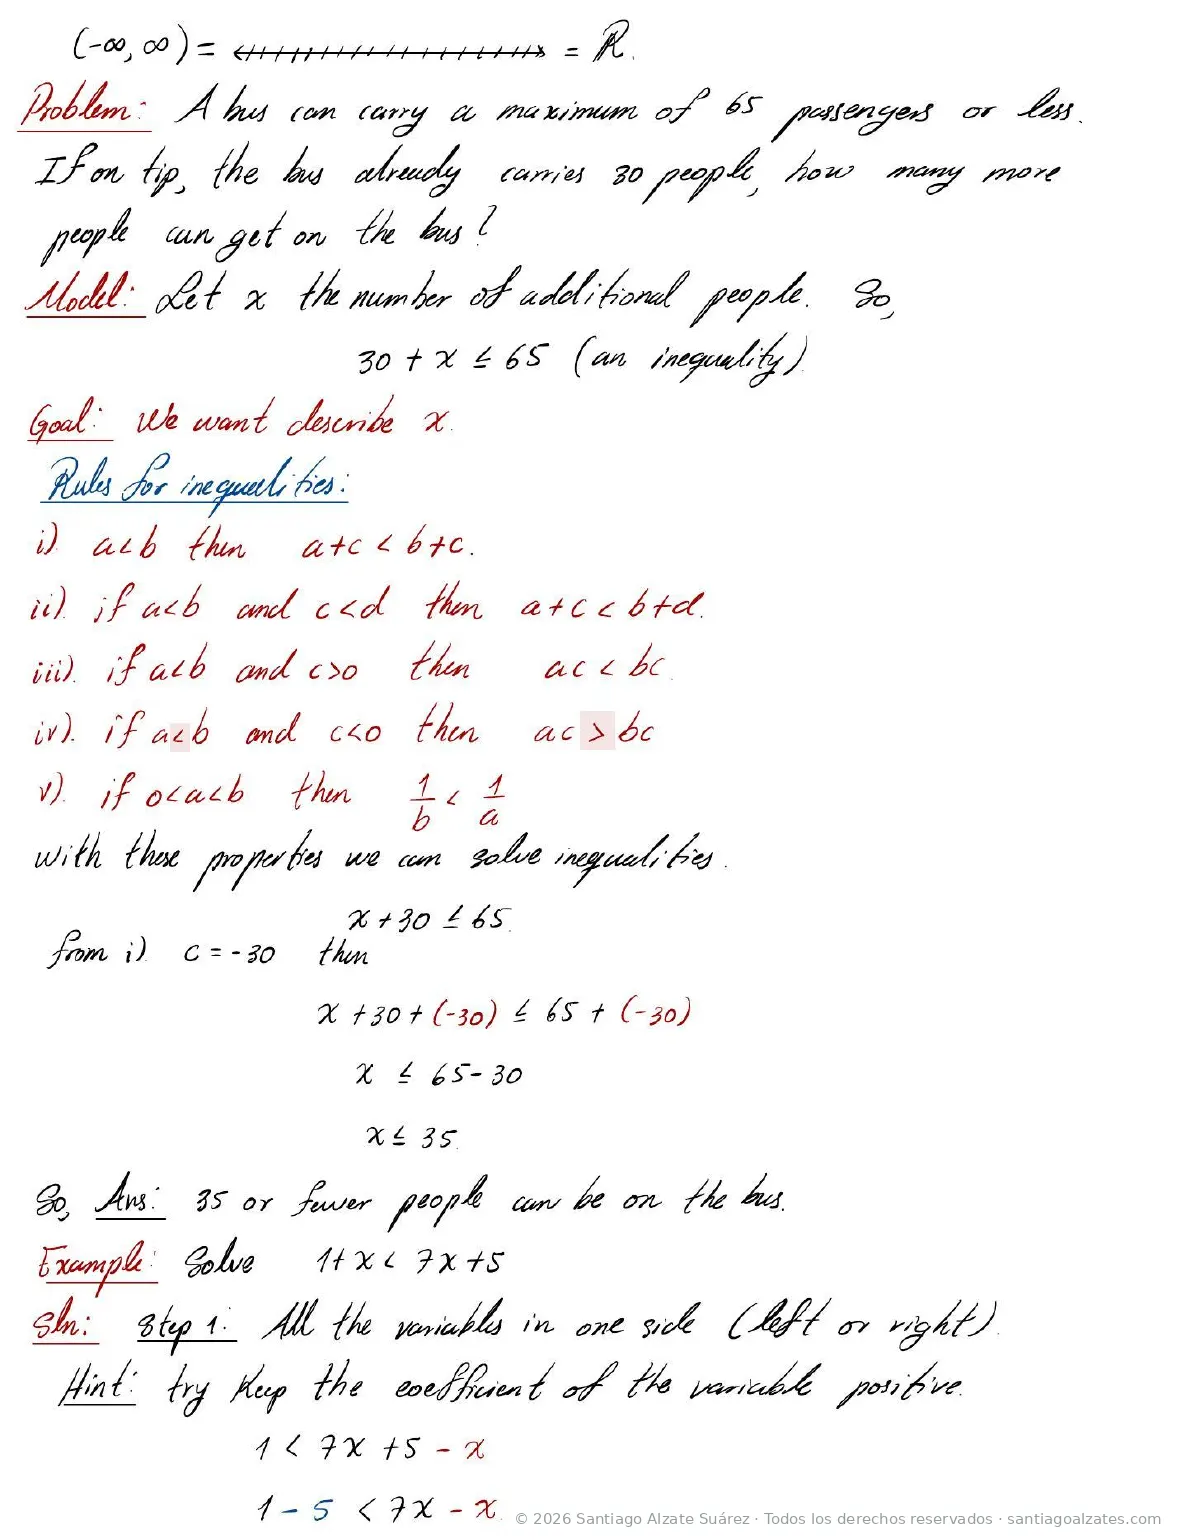 (-∞, ∞) = = ℝ.
Problem: A bus can carry a maximum of 65 passengers or less.
If on tip, the bus already carries 30 people, how many more
people can get on the bus?
Model: Let x the number of additional people. So,
30 + x ≤ 65 (an inequality)
Goal: We want describe x.
Rules for inequalities:
i). a<b then a+c < b+c.
ii). if a<b and c<d then a+c < b+d.
iii). if a<b and c>0 then ac < bc.
iv). if a<b and c<0 then ac > bc
v). if 0<a<b then 1/b < 1/a
with these properties we can solve inequalities.
x+30 ≤ 65.
from i) c = -30 then
x +30 + (-30) ≤ 65 + (-30)
x ≤ 65-30
x ≤ 35.
So, Ans: 35 or fewer people can be on the bus.
Example: Solve 1+x < 7x+5
Sln: Step 1. All the variables in one side (left or right).
Hint: try Keep the coefficient of the variable positive.
1 < 7x +5 - x
1 - 5 < 7x - x.
© 2026 Santiago Alzate Suárez · Todos los derechos reservados · santiagoalzates.com